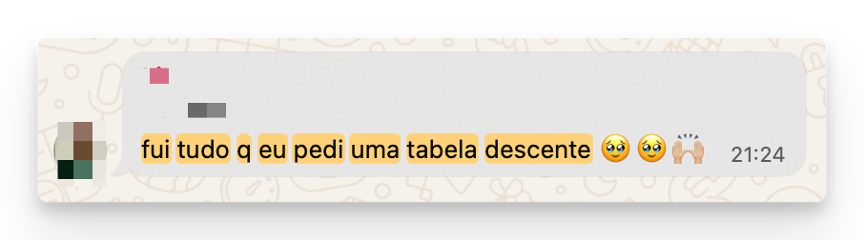 fui tudo q eu pedi uma tabela descente 🥹🥹🙌🏼
21:24